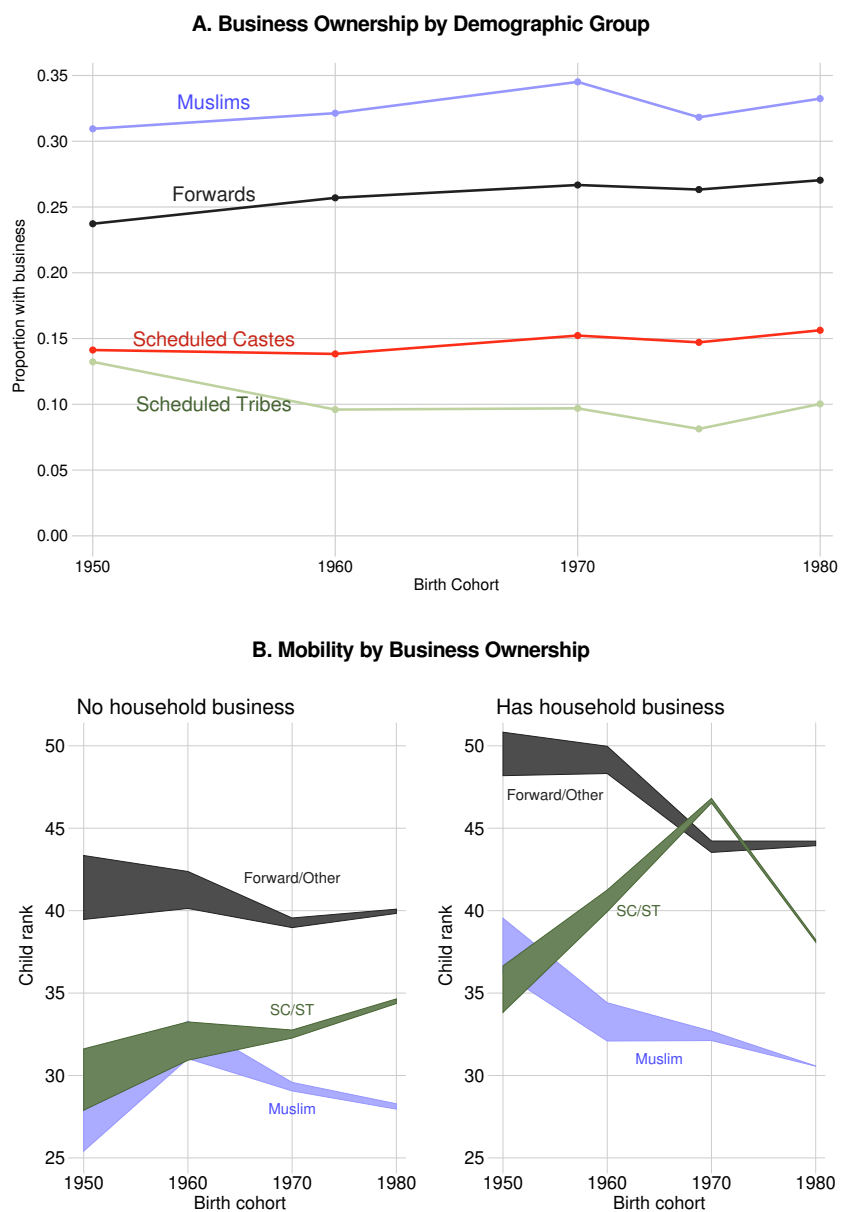 A. Business Ownership by Demographic Group
0.35
0.30
0.25
0.20
0.15
0.10
0.05
0.00
Proportion with business
Muslims
Forwards
Scheduled Castes
Scheduled Tribes
1950 1960 1970 1980
Birth Cohort
B. Mobility by Business Ownership
No household business
50
45
40
35
30
25
Child rank
Forward/Other
SC/ST
Muslim
1950 1960 1970 1980
Birth cohort
Has household business
50
45
40
35
30
25
Child rank
Forward/Other
SC/ST
Muslim
1950 1960 1970 1980
Birth cohort